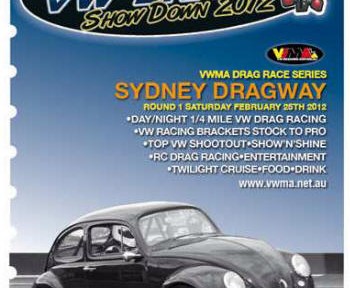 SHOW DOWN 2012
VWMA
VWMA DRAG RACE SERIES
SYDNEY DRAGWAY
ROUND 1 SATURDAY FEBRUARY 25TH 2012
•DAY/NIGHT 1/4 MILE VW DRAG RACING
•VW RACING BRACKETS STOCK TO PRO
•TOP VW SHOOTOUT•SHOW'N'SHINE
•RC DRAG RACING•ENTERTAINMENT
•TWILIGHT CRUISE•FOOD•DRINK
www.vwma.net.au